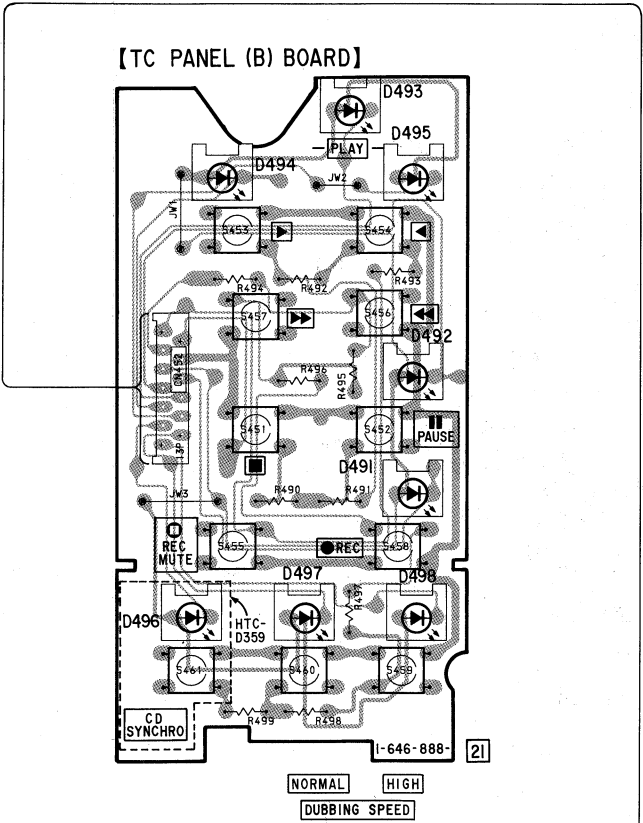 【TC PANEL (B) BOARD】
D493
PLAY
D495
D494
JW2
JW1
S453
S454
R494
R492
R493
S457
S456
D492
CN452
R496
R495
S451
S452
PAUSE
13P
D491
R490
R491
JW3
REC MUTE
S455
REC
S458
D497
D498
D496
HTC-D359
R497
S461
S460
S459
CD SYNCHRO
R499
R498
1-646-888-
21
NORMAL
HIGH
DUBBING SPEED